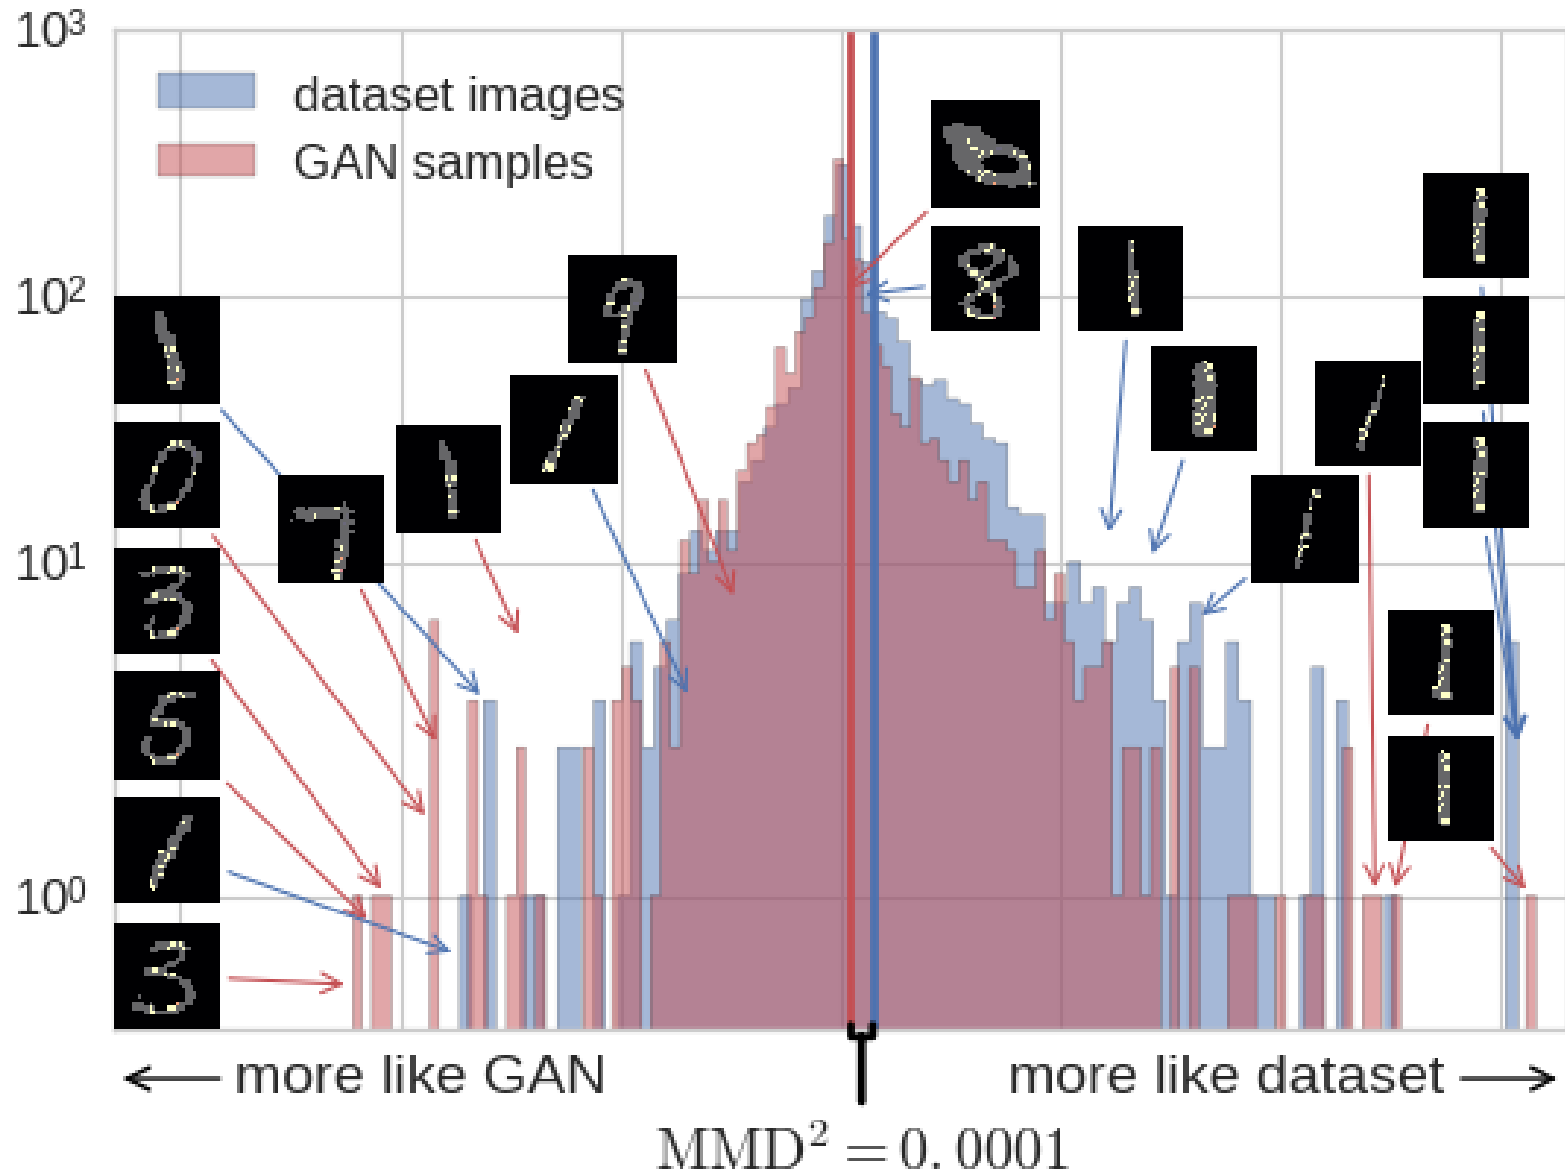 10³
dataset images
GAN samples
10²
10¹
10⁰
← more like GAN
more like dataset →
MMD² = 0.0001